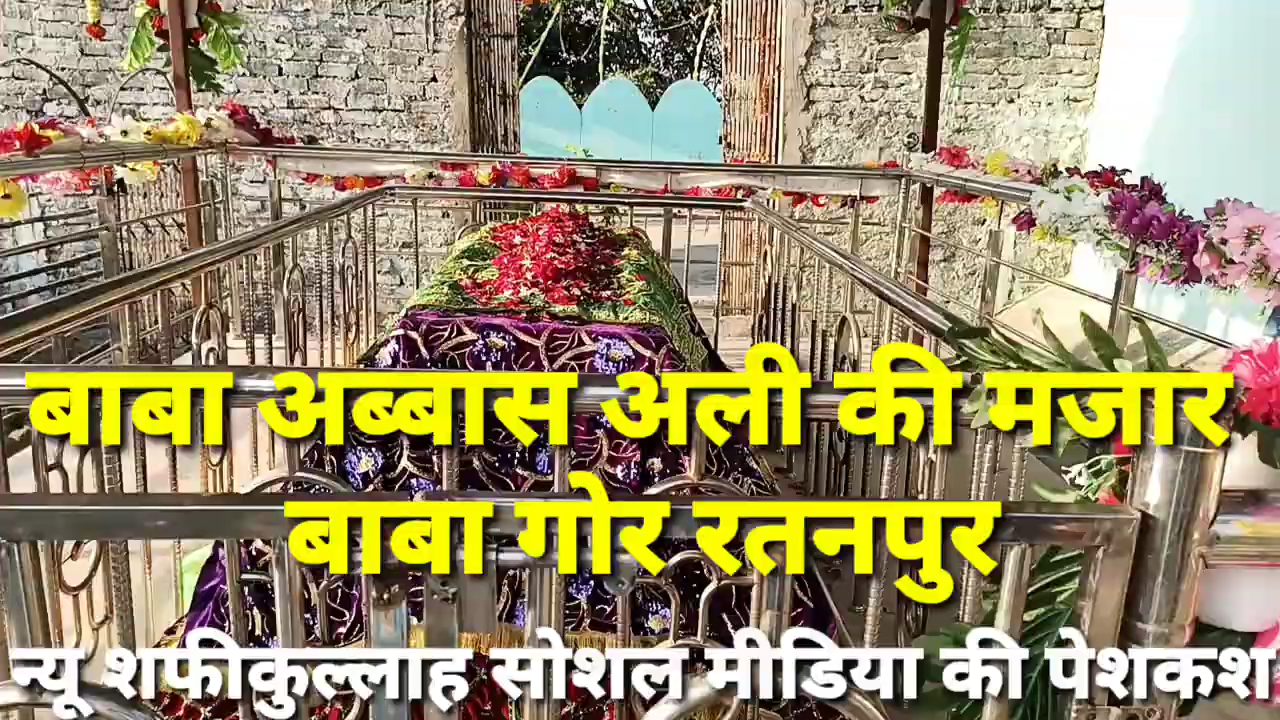 बाबा अब्बास अली की मजार
बाबा गोर रतनपुर
न्यू शफीकुल्लाह सोशल मीडिया की पेशकश